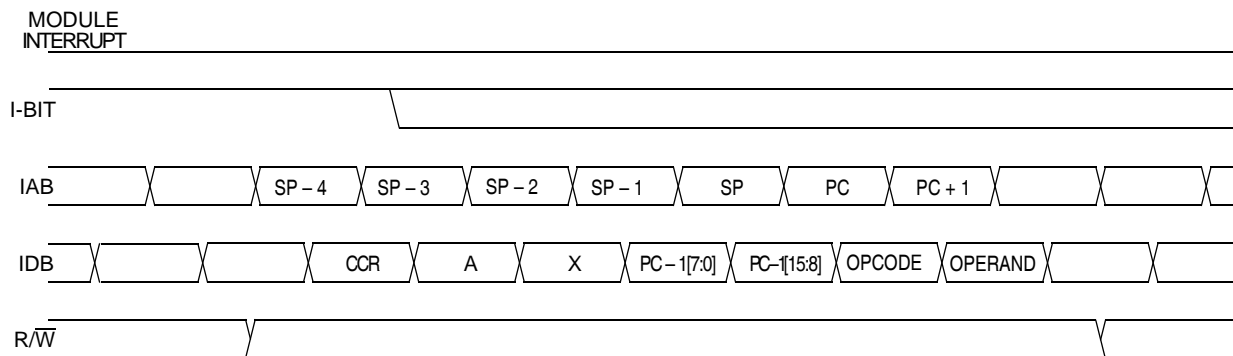 MODULE
INTERRUPT
I-BIT
IAB SP – 4 SP – 3 SP – 2 SP – 1 SP PC PC + 1
IDB CCR A X PC – 1[7:0] PC–1[15:8] OPCODE OPERAND
R/W̅